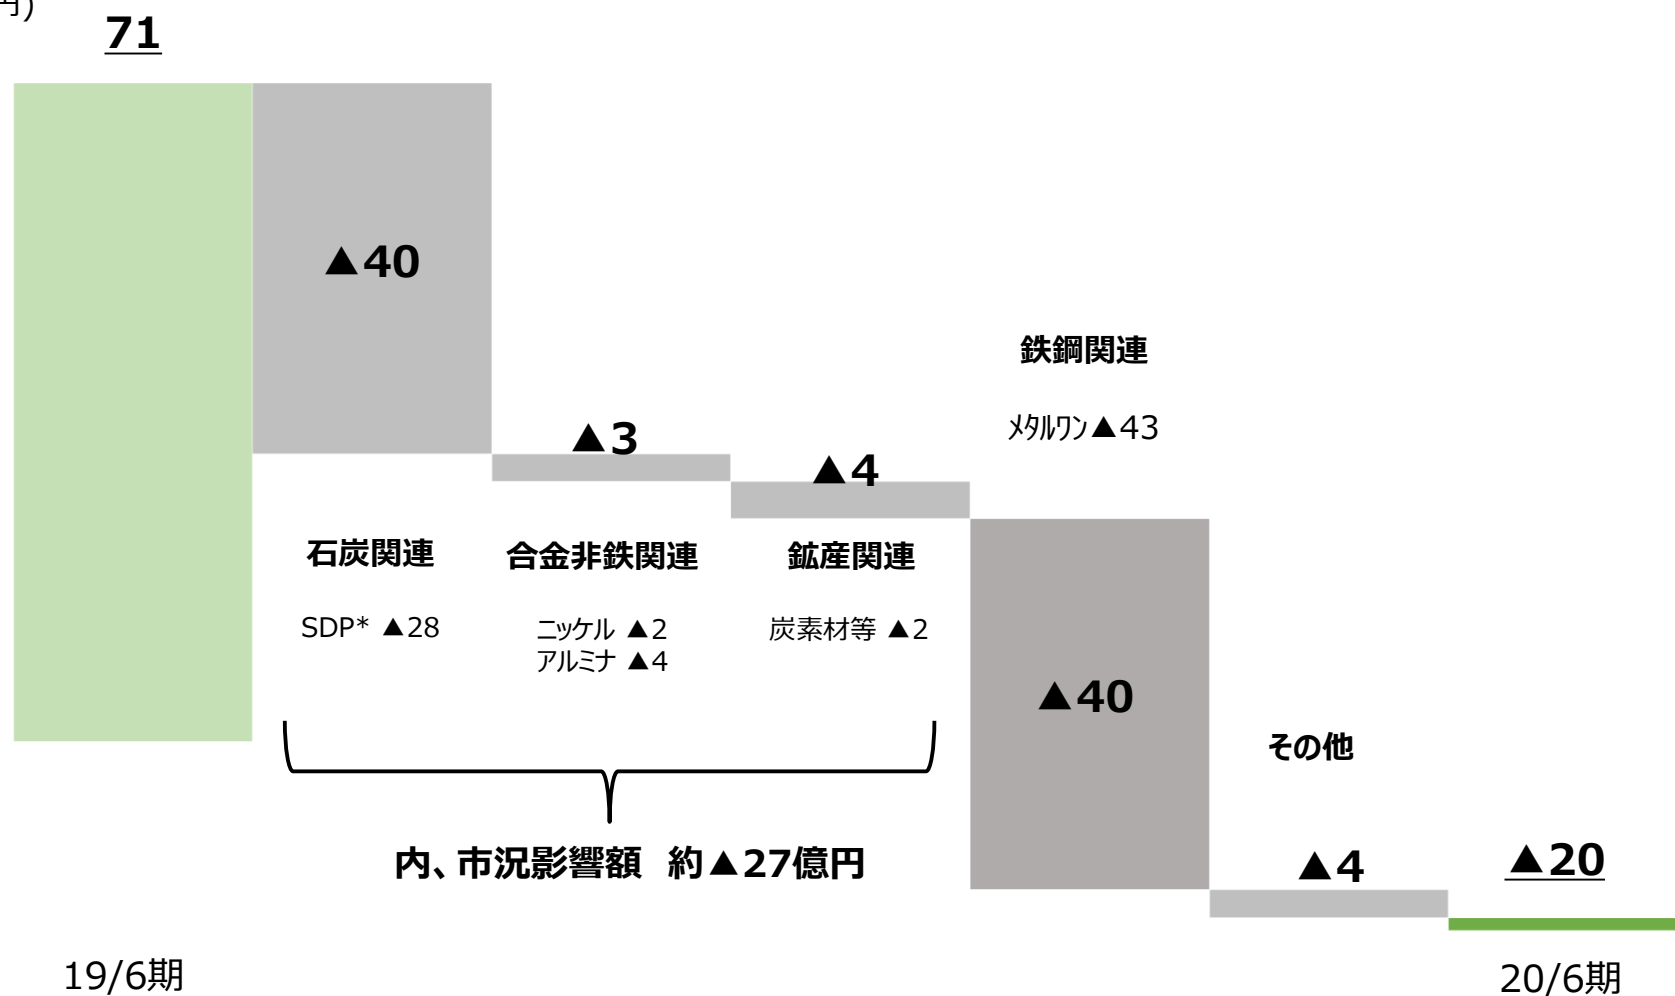 円)
71
▲40
▲3
▲4
鉄鋼関連
メタルワン▲43
石炭関連
SDP* ▲28
合金非鉄関連
ニッケル ▲2
アルミナ ▲4
鉱産関連
炭素材等 ▲2
▲40
その他
内、市況影響額 約▲27億円
▲4
▲20
19/6期
20/6期